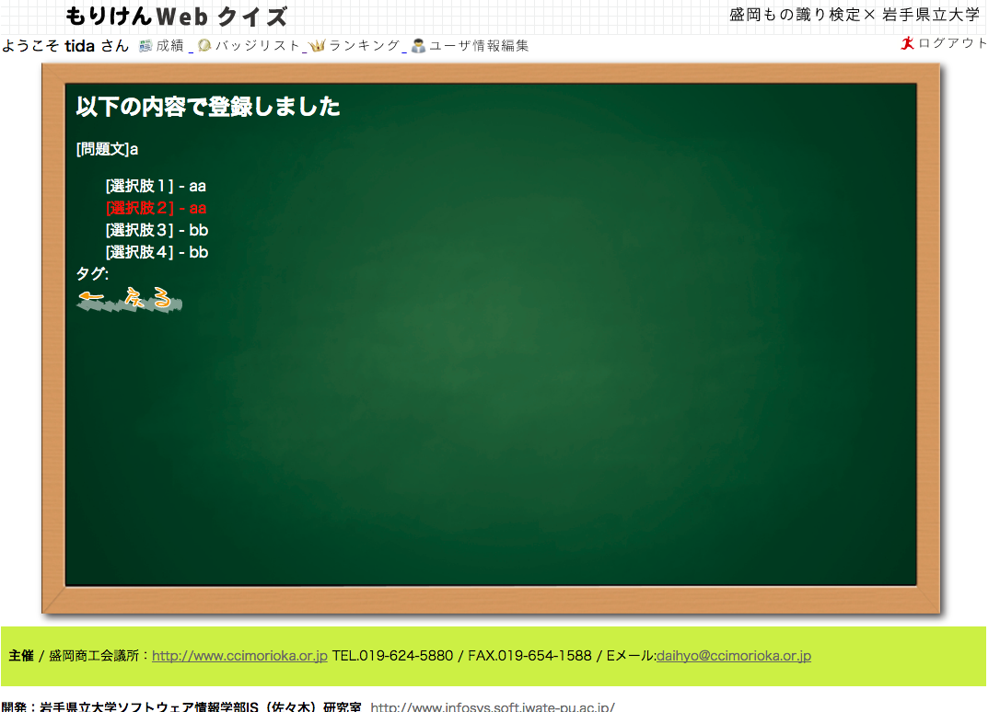 もりけんWeb クイズ
盛岡もの識り検定× 岩手県立大学
ようこそ tida さん 成績 _ バッジリスト _ ランキング _ ユーザ情報編集
ログアウト
以下の内容で登録しました
[問題文]a
[選択肢１] - aa
[選択肢２] - aa
[選択肢３] - bb
[選択肢４] - bb
タグ:
←
主催 / 盛岡商工会議所：http://www.ccimorioka.or.jp TEL.019-624-5880 / FAX.019-654-1588 / Eメール:daihyo@ccimorioka.or.jp
開発：岩手県立大学ソフトウェア情報学部IS（佐々木）研究室 http://www.infosys.soft.iwate-pu.ac.jp/